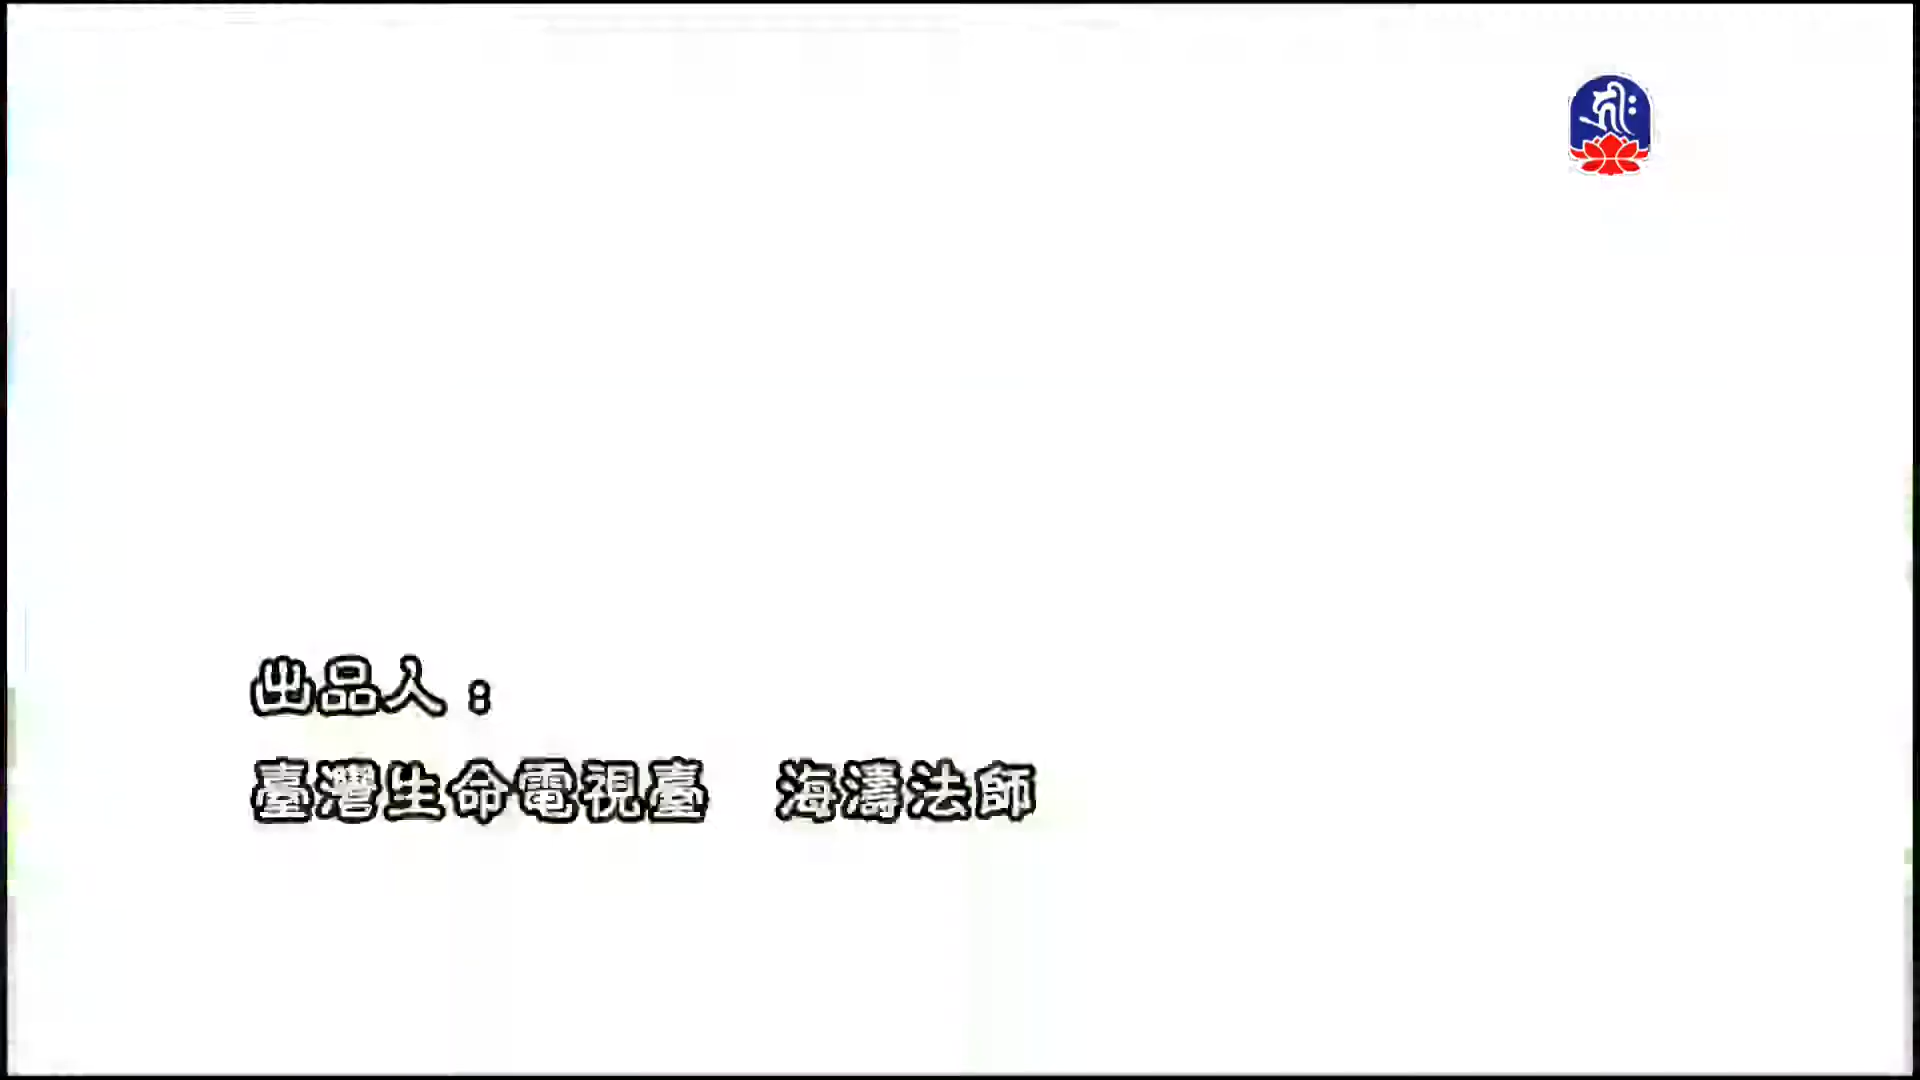 出品人：
臺灣生命電視臺　海濤法師